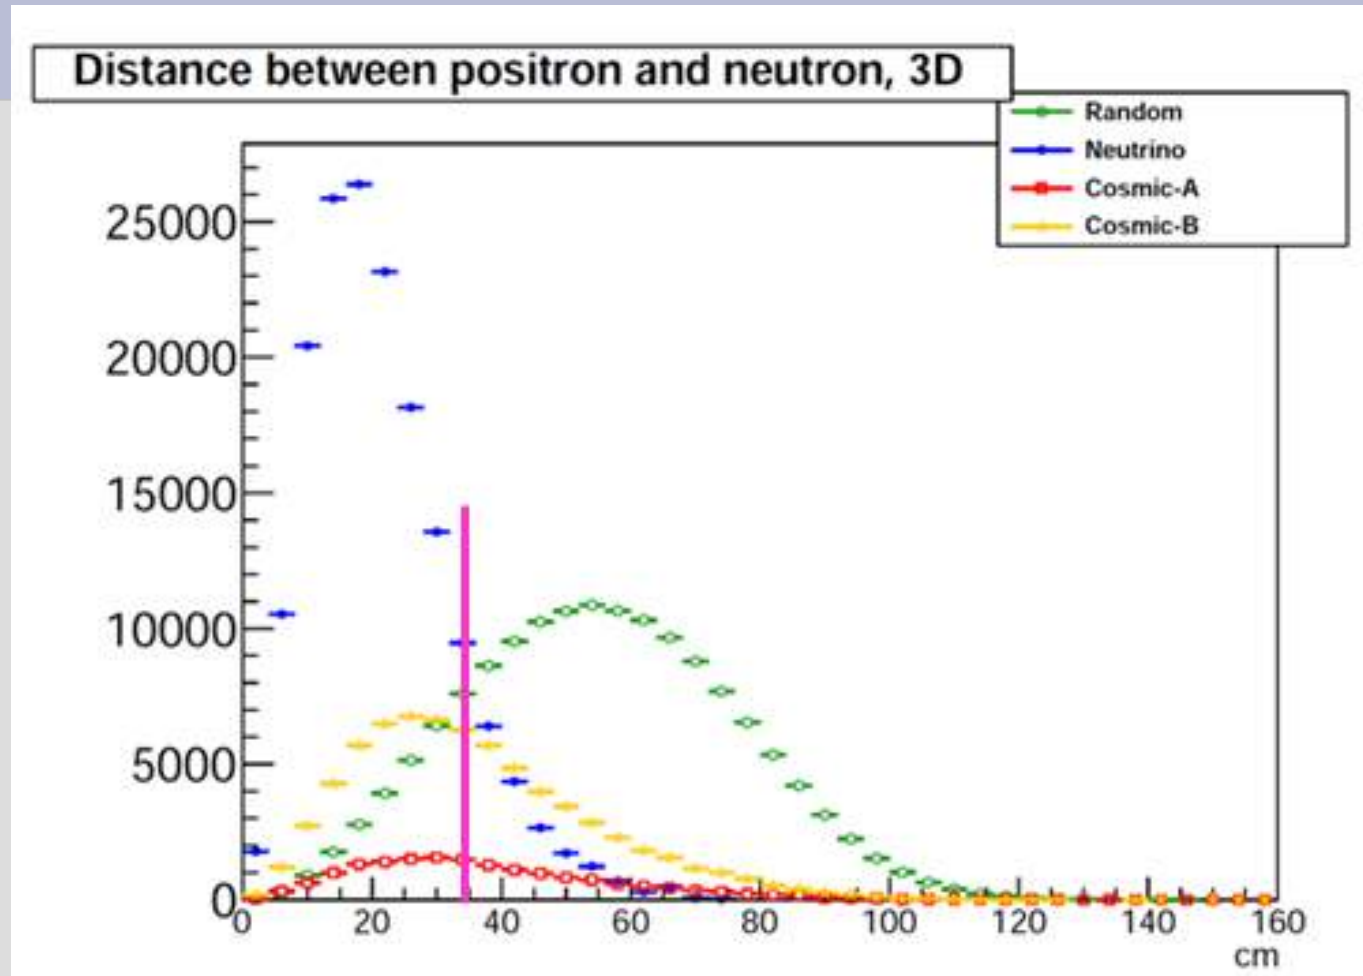 Distance between positron and neutron, 3D
Random
Neutrino
Cosmic-A
Cosmic-B
25000
20000
15000
10000
5000
0
0 20 40 60 80 100 120 140 160
cm